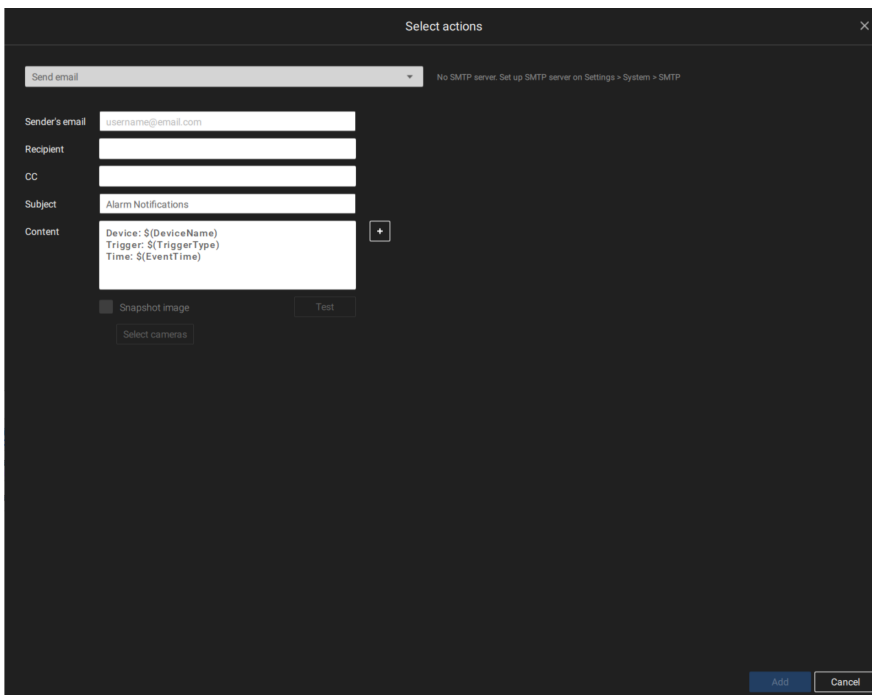 Select actions
Send email
No SMTP server. Set up SMTP server on Settings > System > SMTP
Sender's email
username@email.com
Recipient
CC
Subject
Alarm Notifications
Content
Device: $(DeviceName)
Trigger: $(TriggerType)
Time: $(EventTime)
+
Snapshot image
Test
Select cameras
Add
Cancel